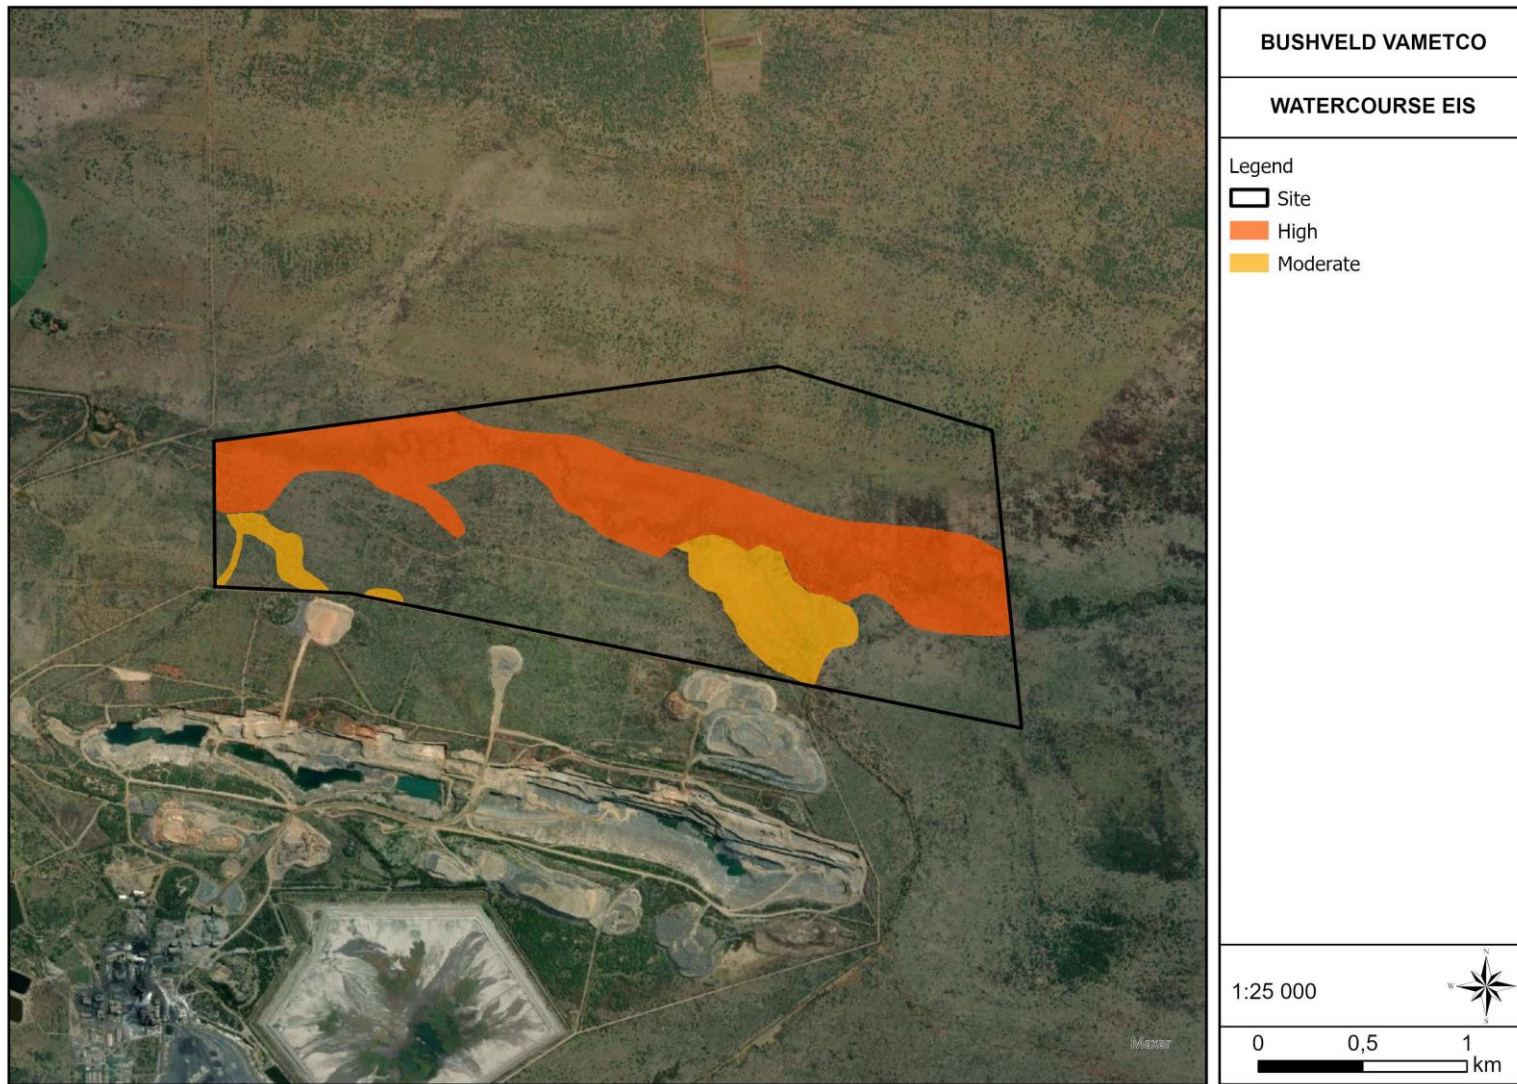 BUSHVELD VAMETCO
WATERCOURSE EIS
Legend
Site
High
Moderate
N
W
S
1:25 000
0 0,5 1
km
Maxar